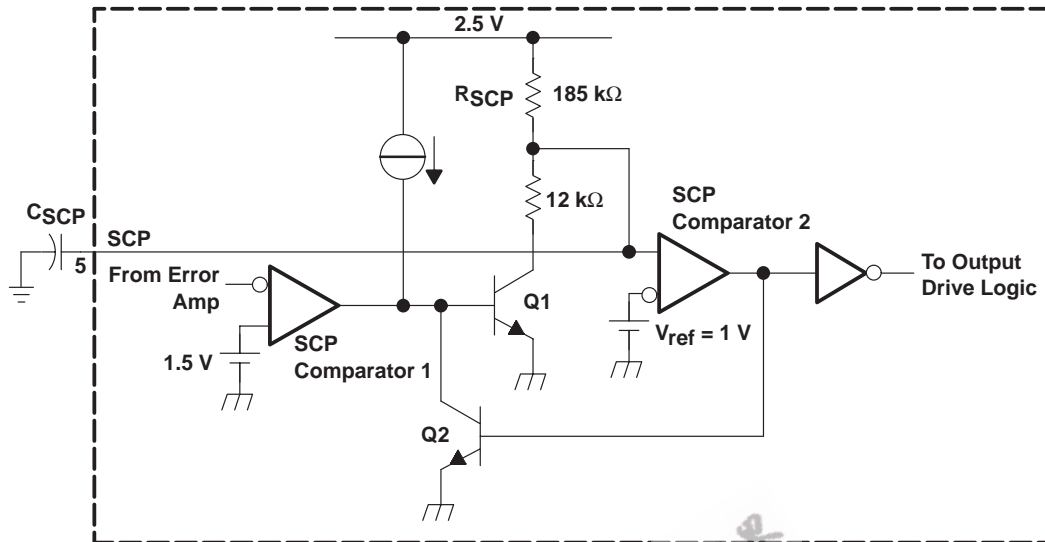 2.5 V
RSCP
185 kΩ
12 kΩ
CSCP
5
SCP
From Error
Amp
1.5 V
SCP
Comparator 1
Q1
Q2
SCP
Comparator 2
Vref = 1 V
To Output
Drive Logic